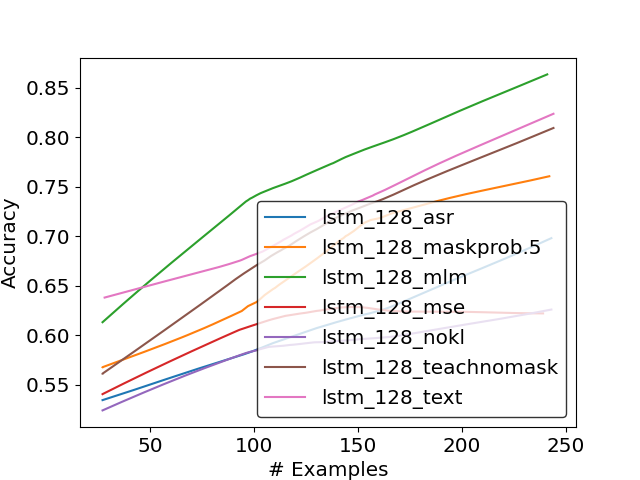 0.85
0.80
0.75
0.70
0.65
0.60
0.55
Accuracy
lstm_128_asr
lstm_128_maskprob.5
lstm_128_mlm
lstm_128_mse
lstm_128_nokl
lstm_128_teachnomask
lstm_128_text
50 100 150 200 250
# Examples